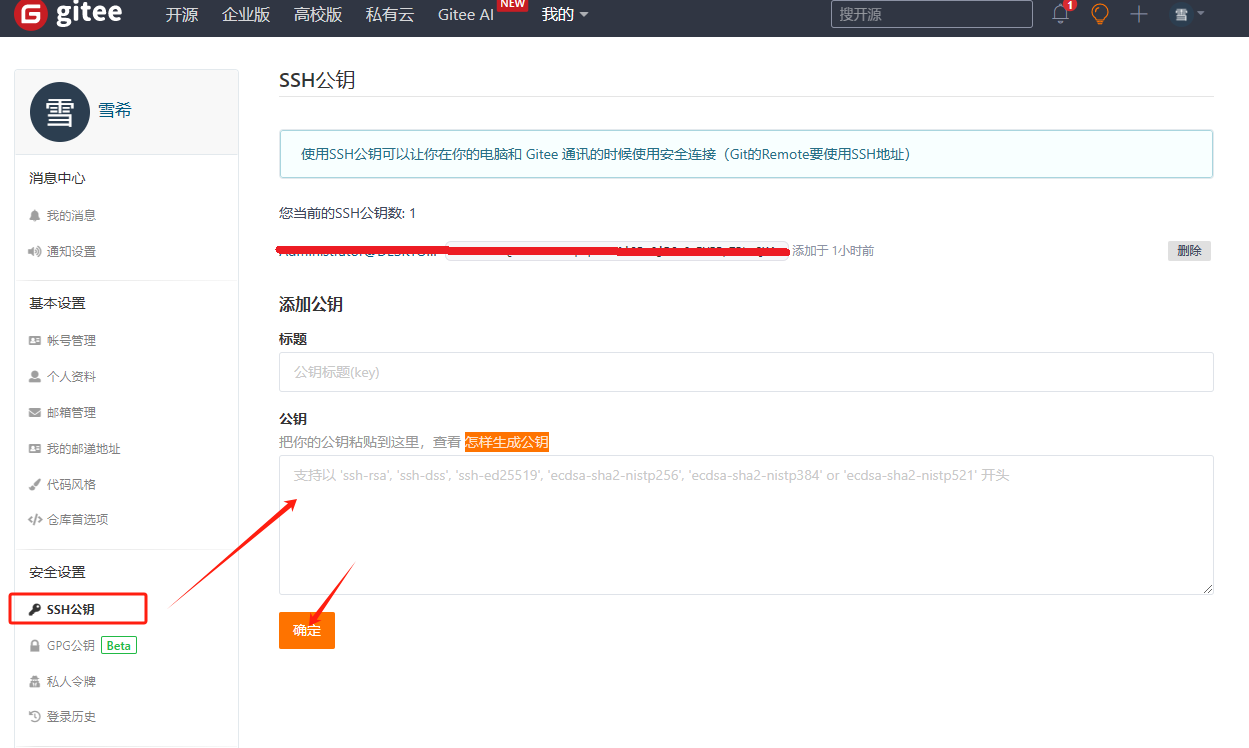 gitee 开源 企业版 高校版 私有云 Gitee AI NEW 我的 搜开源 1 雪
雪 雪希
消息中心
我的消息
通知设置
基本设置
帐号管理
个人资料
邮箱管理
我的邮递地址
代码风格
仓库首选项
安全设置
SSH公钥
GPG公钥 Beta
私人令牌
登录历史
SSH公钥
使用SSH公钥可以让你在你的电脑和 Gitee 通讯的时候使用安全连接（Git的Remote要使用SSH地址）
您当前的SSH公钥数: 1
添加于 1小时前 删除
添加公钥
标题
公钥标题(key)
公钥
把你的公钥粘贴到这里，查看 怎样生成公钥
支持以 'ssh-rsa', 'ssh-dss', 'ssh-ed25519', 'ecdsa-sha2-nistp256', 'ecdsa-sha2-nistp384' or 'ecdsa-sha2-nistp521' 开头
确定